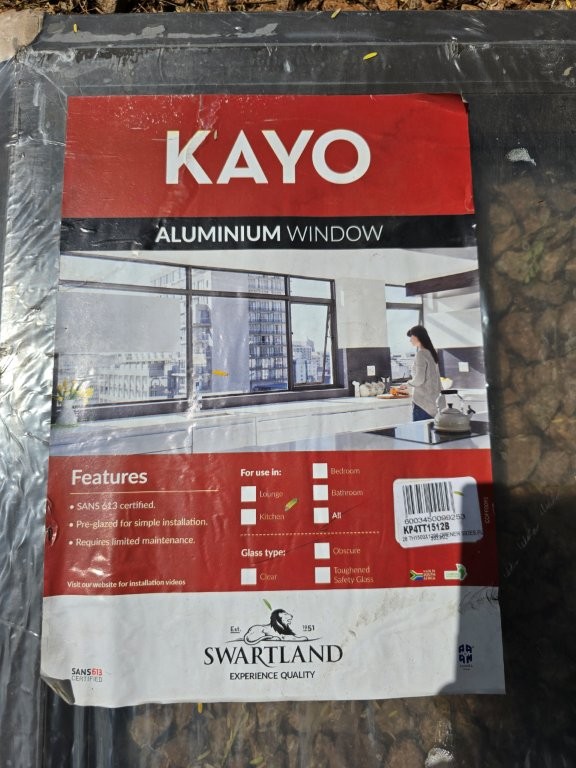 KAYO
ALUMINIUM WINDOW
Features
• SANS 613 certified.
• Pre-glazed for simple installation.
• Requires limited maintenance.
Visit our website for installation videos
For use in:
Lounge
Kitchen
Bedroom
Bathroom
All
Glass type:
Clear
Obscure
Toughened
Safety Glass
KP4TT1512B
Est. 1951
SWARTLAND
EXPERIENCE QUALITY
SANS613
CERTIFIED